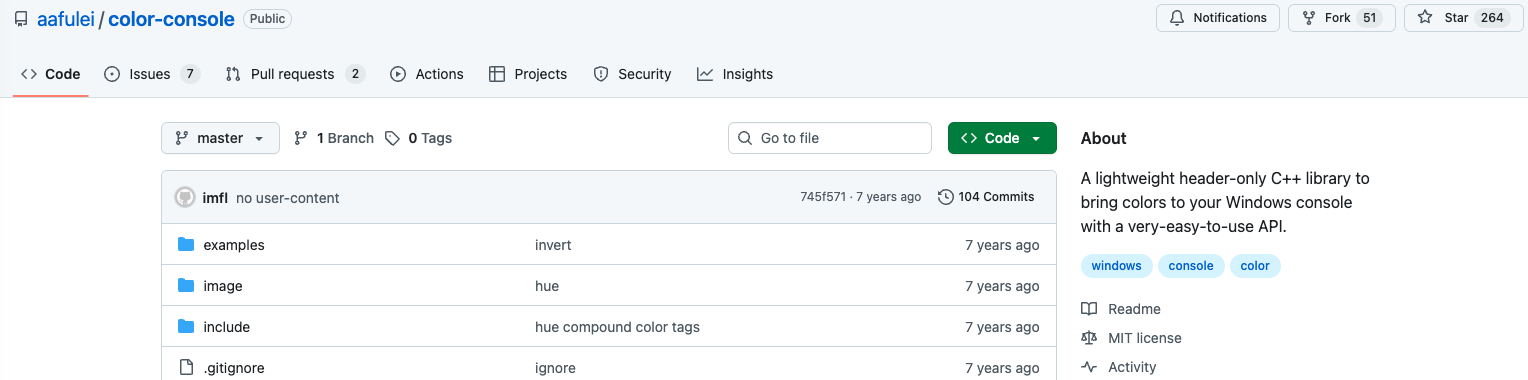 aafulei / color-console Public Notifications Fork 51 Star 264
Code Issues 7 Pull requests 2 Actions Projects Security Insights
master 1 Branch 0 Tags Go to file Code
About
A lightweight header-only C++ library to
bring colors to your Windows console
with a very-easy-to-use API.
windows console color
Readme
MIT license
Activity
imfl no user-content 745f571 · 7 years ago 104 Commits
examples invert 7 years ago
image hue 7 years ago
include hue compound color tags 7 years ago
.gitignore ignore 7 years ago